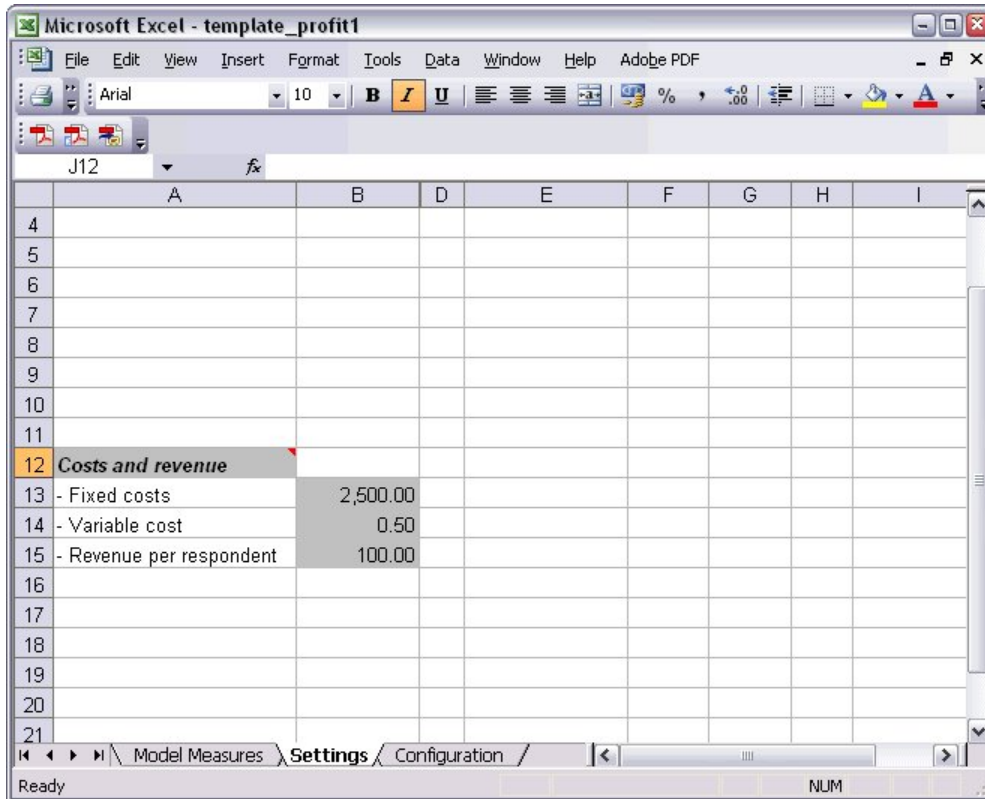 Microsoft Excel - template_profit1
File Edit View Insert Format Tools Data Window Help Adobe PDF
Arial 10 B I U % , .00 A
J12 fx
A B D E F G H I
4
5
6
7
8
9
10
11
12 Costs and revenue
13 - Fixed costs 2,500.00
14 - Variable cost 0.50
15 - Revenue per respondent 100.00
16
17
18
19
20
21
Model Measures Settings Configuration
Ready NUM